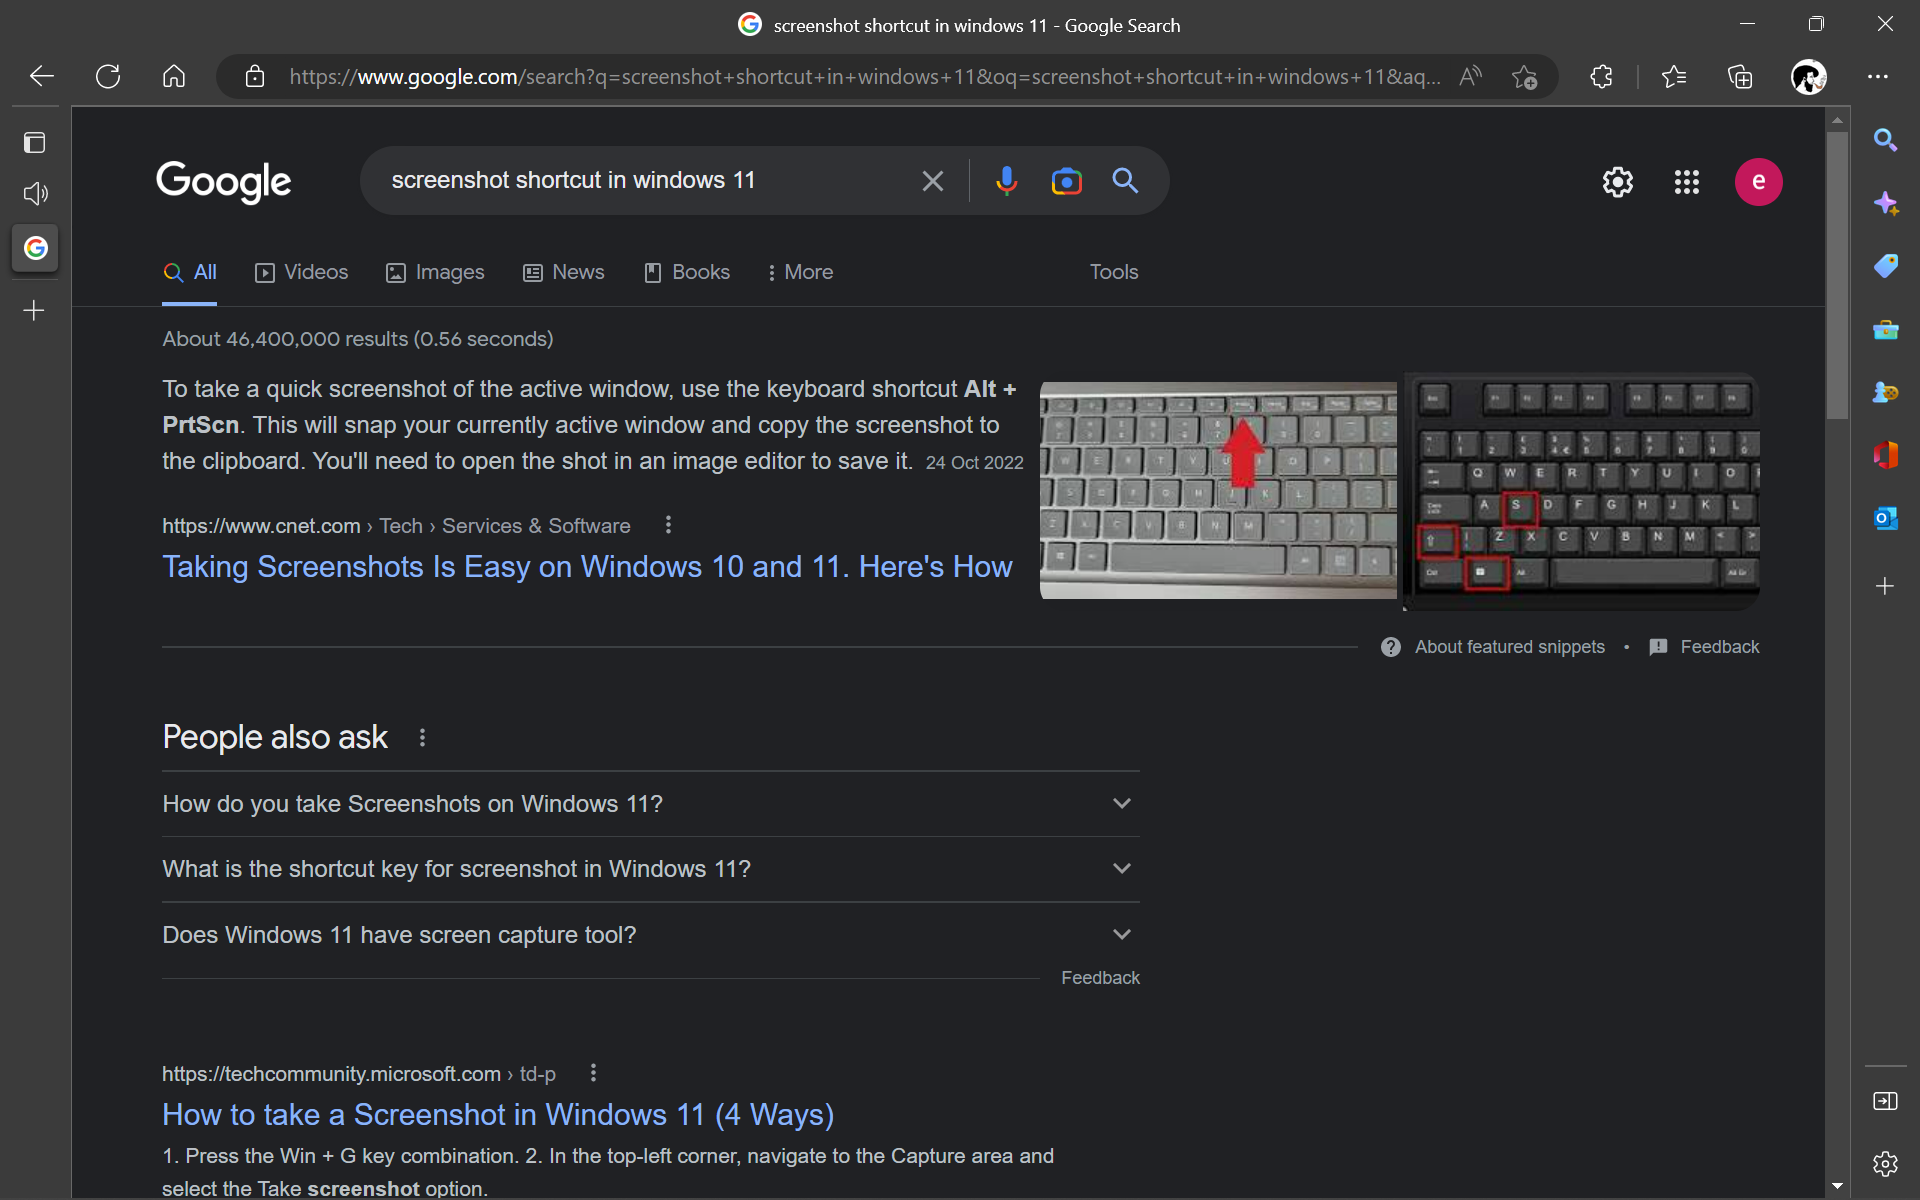 screenshot shortcut in windows 11 - Google Search
https://www.google.com/search?q=screenshot+shortcut+in+windows+11&oq=screenshot+shortcut+in+windows+11&aq...
Google
screenshot shortcut in windows 11
e
All
Videos
Images
News
Books
More
Tools
About 46,400,000 results (0.56 seconds)
To take a quick screenshot of the active window, use the keyboard shortcut Alt +
PrtScn. This will snap your currently active window and copy the screenshot to
the clipboard. You'll need to open the shot in an image editor to save it. 24 Oct 2022
https://www.cnet.com › Tech › Services & Software
Taking Screenshots Is Easy on Windows 10 and 11. Here's How
Q W E R T Y U I O
A S D F G H J K L
Z X C V B N M
About featured snippets • Feedback
People also ask
How do you take Screenshots on Windows 11?
What is the shortcut key for screenshot in Windows 11?
Does Windows 11 have screen capture tool?
Feedback
https://techcommunity.microsoft.com › td-p
How to take a Screenshot in Windows 11 (4 Ways)
1. Press the Win + G key combination. 2. In the top-left corner, navigate to the Capture area and
select the Take screenshot option.